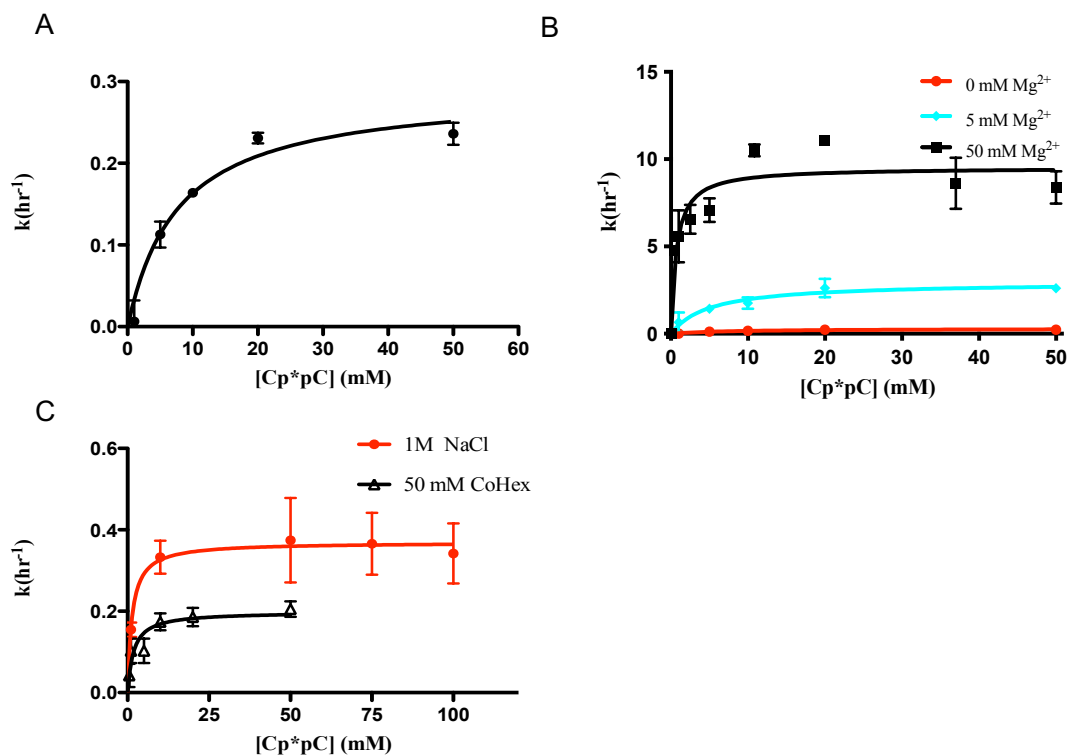 A
k(hr-1)
0.3
0.2
0.1
0.0
0 10 20 30 40 50 60
[Cp*pC] (mM)
B
k(hr-1)
15
10
5
0
0 10 20 30 40 50
[Cp*pC] (mM)
0 mM Mg2+
5 mM Mg2+
50 mM Mg2+
C
k(hr-1)
0.6
0.4
0.2
0.0
0 25 50 75 100
[Cp*pC] (mM)
1M NaCl
50 mM CoHex